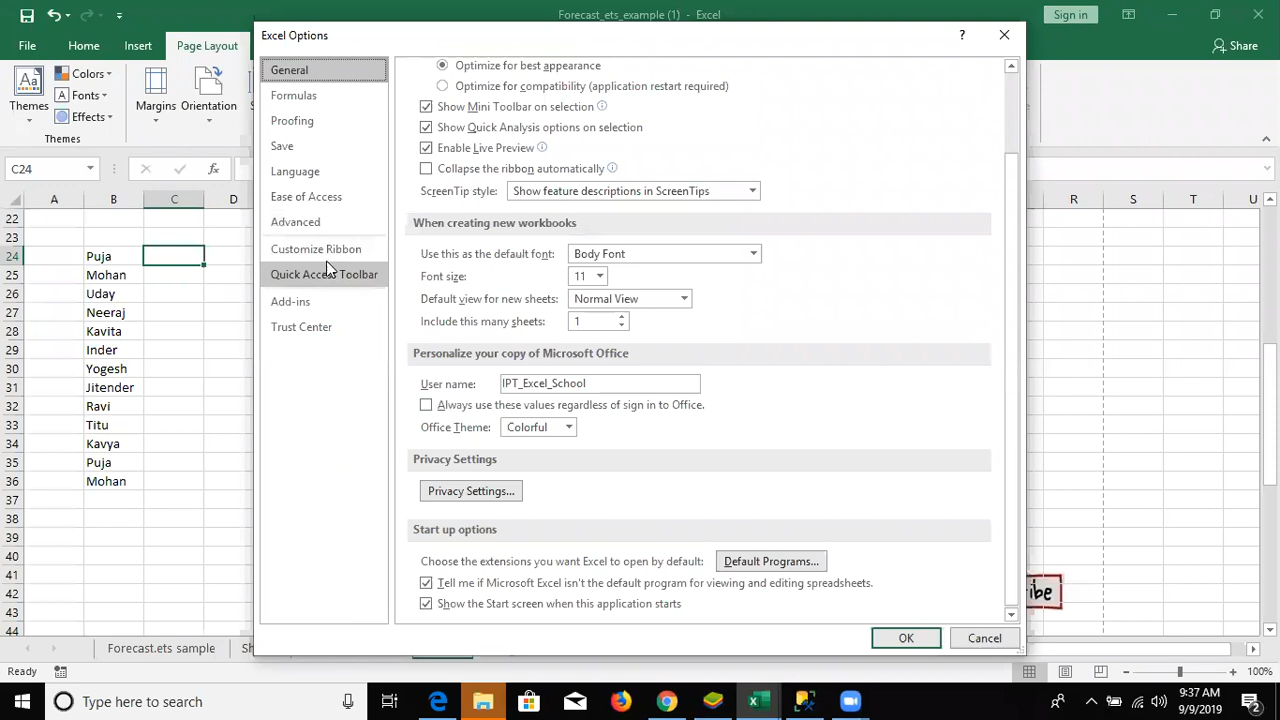 Forecast_ets_example (1) - Excel
Sign in
File Home Insert Page Layout
Share
Excel Options
?
Themes
Colors
Fonts
Effects
Margins
Orientation
Themes
C24
fx
A B C D R S T U
22
23
24 Puja
25 Mohan
26 Uday
27 Neeraj
28 Kavita
29 Inder
30 Yogesh
31 Jitender
32 Ravi
33 Titu
34 Kavya
35 Puja
36 Mohan
37
38
39
40
41
42
43
44
General
Formulas
Proofing
Save
Language
Ease of Access
Advanced
Customize Ribbon
Quick Access Toolbar
Add-ins
Trust Center
Optimize for best appearance
Optimize for compatibility (application restart required)
Show Mini Toolbar on selection
Show Quick Analysis options on selection
Enable Live Preview
Collapse the ribbon automatically
ScreenTip style: Show feature descriptions in ScreenTips
When creating new workbooks
Use this as the default font: Body Font
Font size: 11
Default view for new sheets: Normal View
Include this many sheets: 1
Personalize your copy of Microsoft Office
User name: IPT_Excel_School
Always use these values regardless of sign in to Office.
Office Theme: Colorful
Privacy Settings
Privacy Settings...
Start up options
Choose the extensions you want Excel to open by default: Default Programs...
Tell me if Microsoft Excel isn't the default program for viewing and editing spreadsheets.
Show the Start screen when this application starts
OK Cancel
ibe
Forecast.ets sample
Ready
100%
Type here to search
9:37 AM
9/9/2019
2